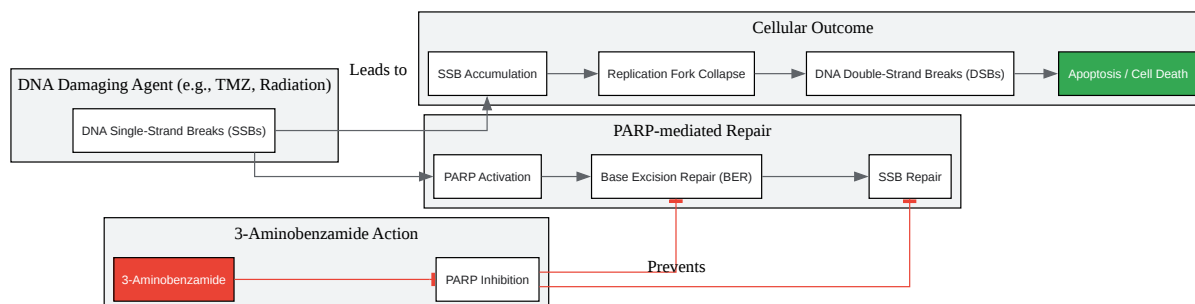 Cellular Outcome
Leads to
SSB Accumulation
Replication Fork Collapse
DNA Double-Strand Breaks (DSBs)
Apoptosis / Cell Death
DNA Damaging Agent (e.g., TMZ, Radiation)
DNA Single-Strand Breaks (SSBs)
PARP-mediated Repair
PARP Activation
Base Excision Repair (BER)
SSB Repair
3-Aminobenzamide Action
3-Aminobenzamide
PARP Inhibition
Prevents